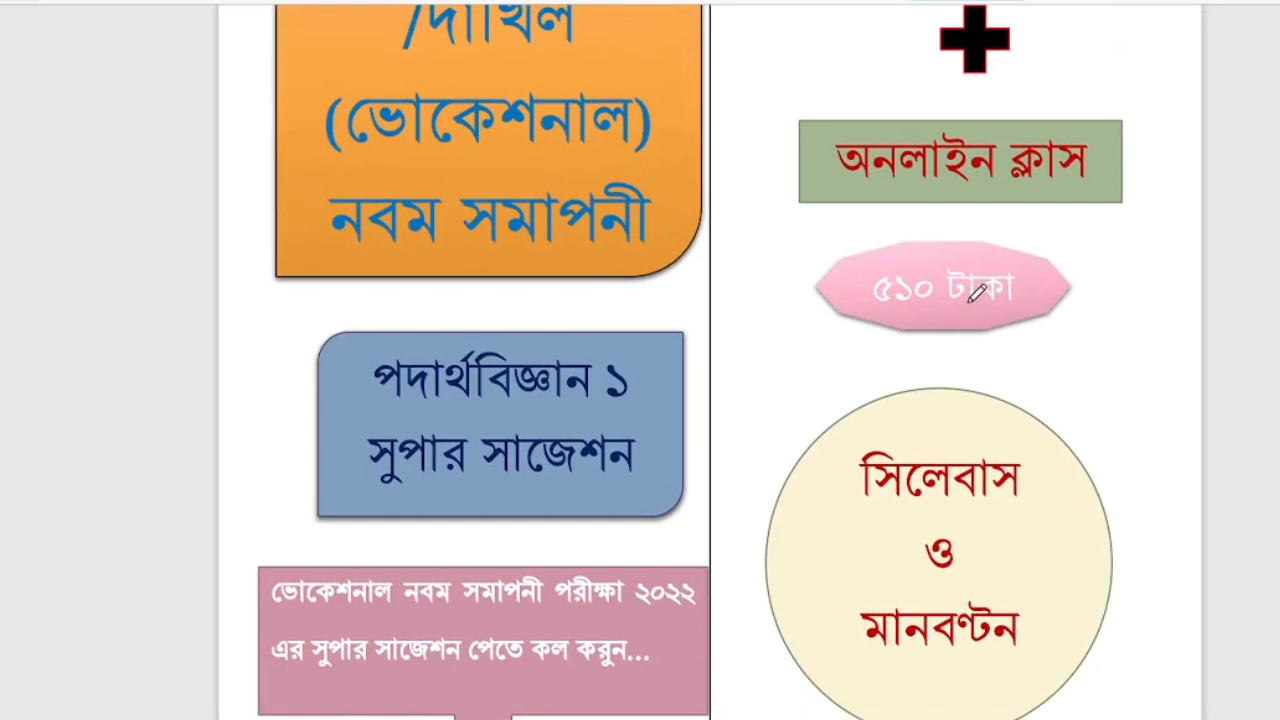 /দাখিল
(ভোকেশনাল)
নবম সমাপনী
পদার্থবিজ্ঞান ১
সুপার সাজেশন
ভোকেশনাল নবম সমাপনী পরীক্ষা ২০২২
এর সুপার সাজেশন পেতে কল করুন...
অনলাইন ক্লাস
৫১০ টাকা
সিলেবাস
ও
মানবণ্টন